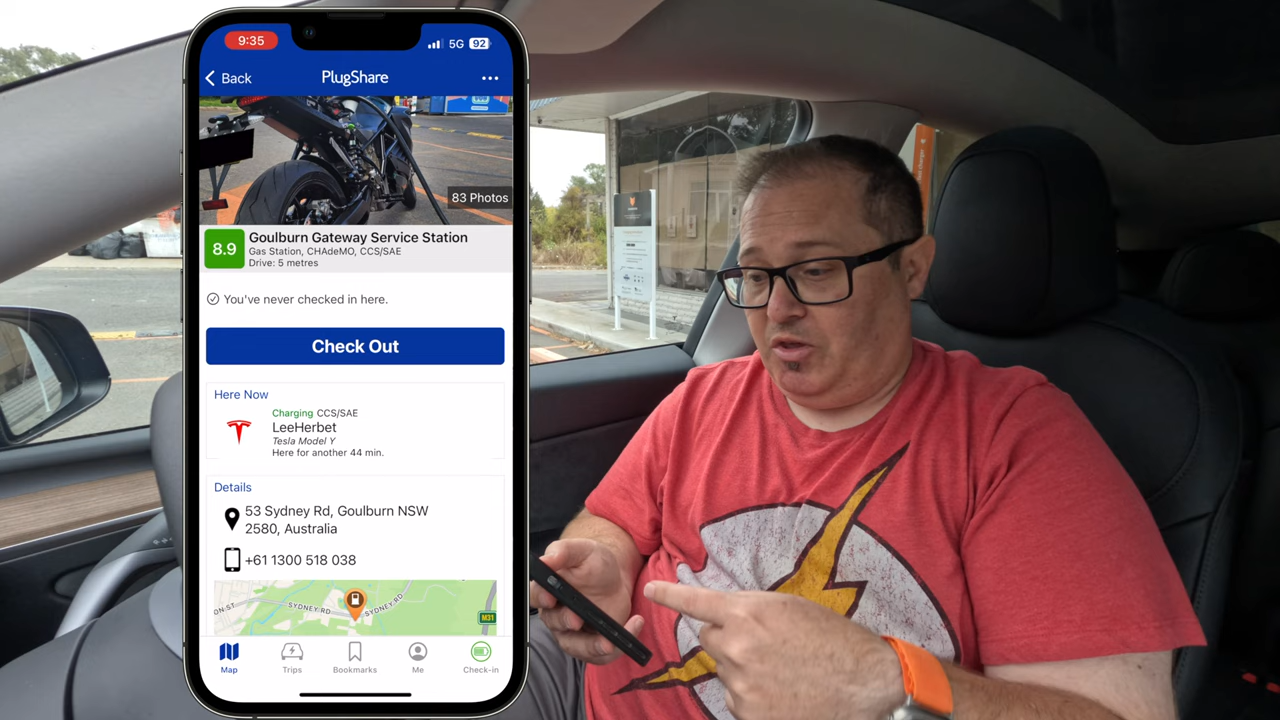 9:35
5G 92
Back
PlugShare
83 Photos
8.9
Goulburn Gateway Service Station
Gas Station, CHAdeMO, CCS/SAE
Drive: 5 metres
You've never checked in here.
Check Out
Here Now
Charging CCS/SAE
LeeHerbet
Tesla Model Y
Here for another 44 min.
Details
53 Sydney Rd, Goulburn NSW
2580, Australia
+61 1300 518 038
ON-ST
SYDNEY RD
SYDNEY RD
M31
Map
Trips
Bookmarks
Me
Check-in